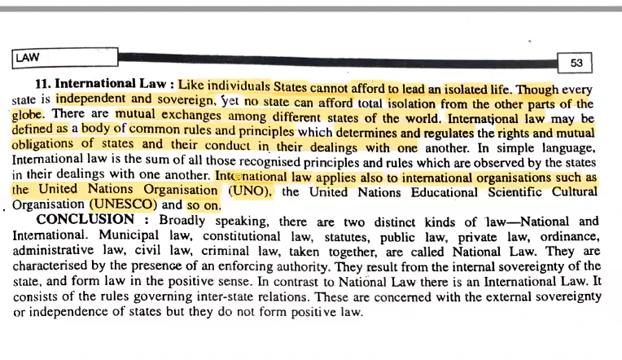 LAW
53
11. International Law : Like individuals States cannot afford to lead an isolated life. Though every
state is independent and sovereign, yet no state can afford total isolation from the other parts of the
globe. There are mutual exchanges among different states of the world. International law may be
defined as a body of common rules and principles which determines and regulates the rights and mutual
obligations of states and their conduct in their dealings with one another. In simple language,
International law is the sum of all those recognised principles and rules which are observed by the states
in their dealings with one another. International law applies also to international organisations such as
the United Nations Organisation (UNO), the United Nations Educational Scientific Cultural
Organisation (UNESCO) and so on.
CONCLUSION : Broadly speaking, there are two distinct kinds of law—National and
International. Municipal law, constitutional law, statutes, public law, private law, ordinance,
administrative law, civil law, criminal law, taken together, are called National Law. They are
characterised by the presence of an enforcing authority. They result from the internal sovereignty of the
state, and form law in the positive sense. In contrast to National Law there is an International Law. It
consists of the rules governing inter-state relations. These are concerned with the external sovereignty
or independence of states but they do not form positive law.